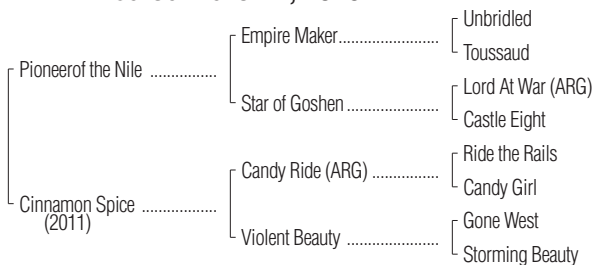 Unbridled
Empire Maker....................
Toussaud
Pioneerof the Nile ................
Lord At War (ARG)
Star of Goshen ...................
Castle Eight
Ride the Rails
Candy Ride (ARG) ..............
Candy Girl
Cinnamon Spice ..................
(2011)
Gone West
Violent Beauty ...................
Storming Beauty